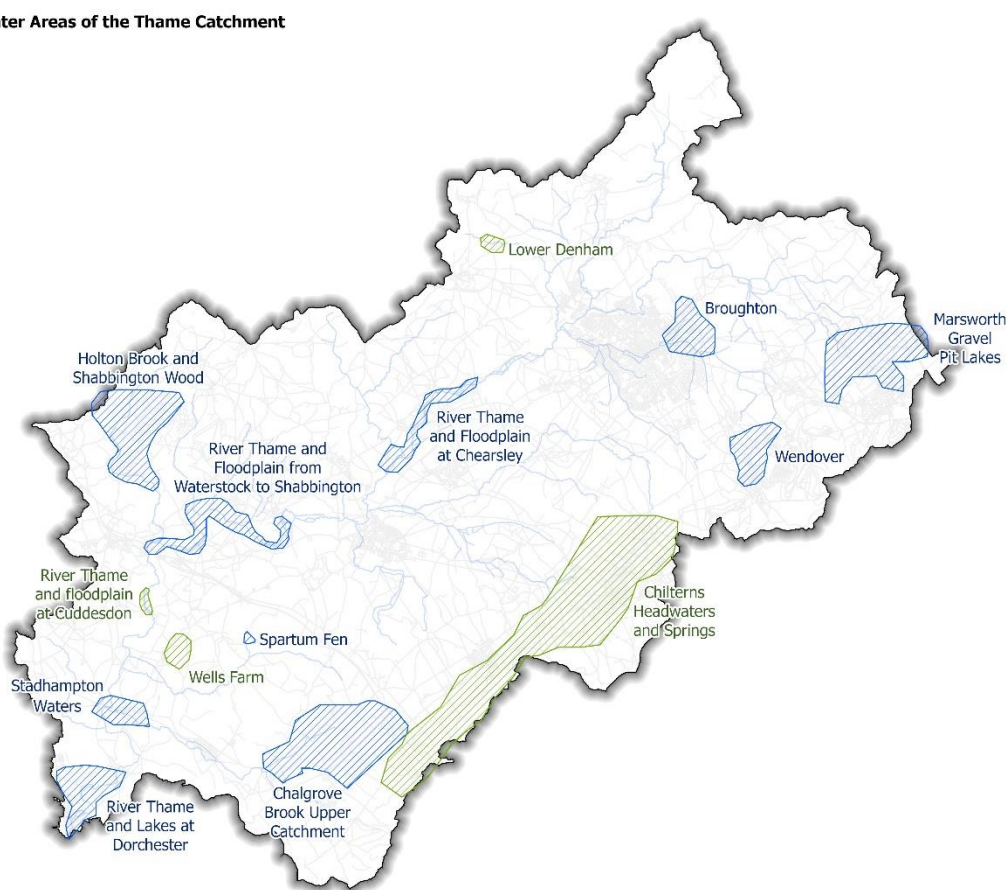 ter Areas of the Thame Catchment
Lower Denham
Broughton
Marsworth
Gravel
Pit Lakes
Holton Brook and
Shabbington Wood
River Thame
and Floodplain
at Chearsley
River Thame and
Floodplain from
Waterstock to Shabbington
Wendover
River Thame
and floodplain
at Cuddesdon
Chilterns
Headwaters
and Springs
Spartum Fen
Wells Farm
Stadhampton
Waters
Chalgrove
Brook Upper
Catchment
River Thame
and Lakes at
Dorchester